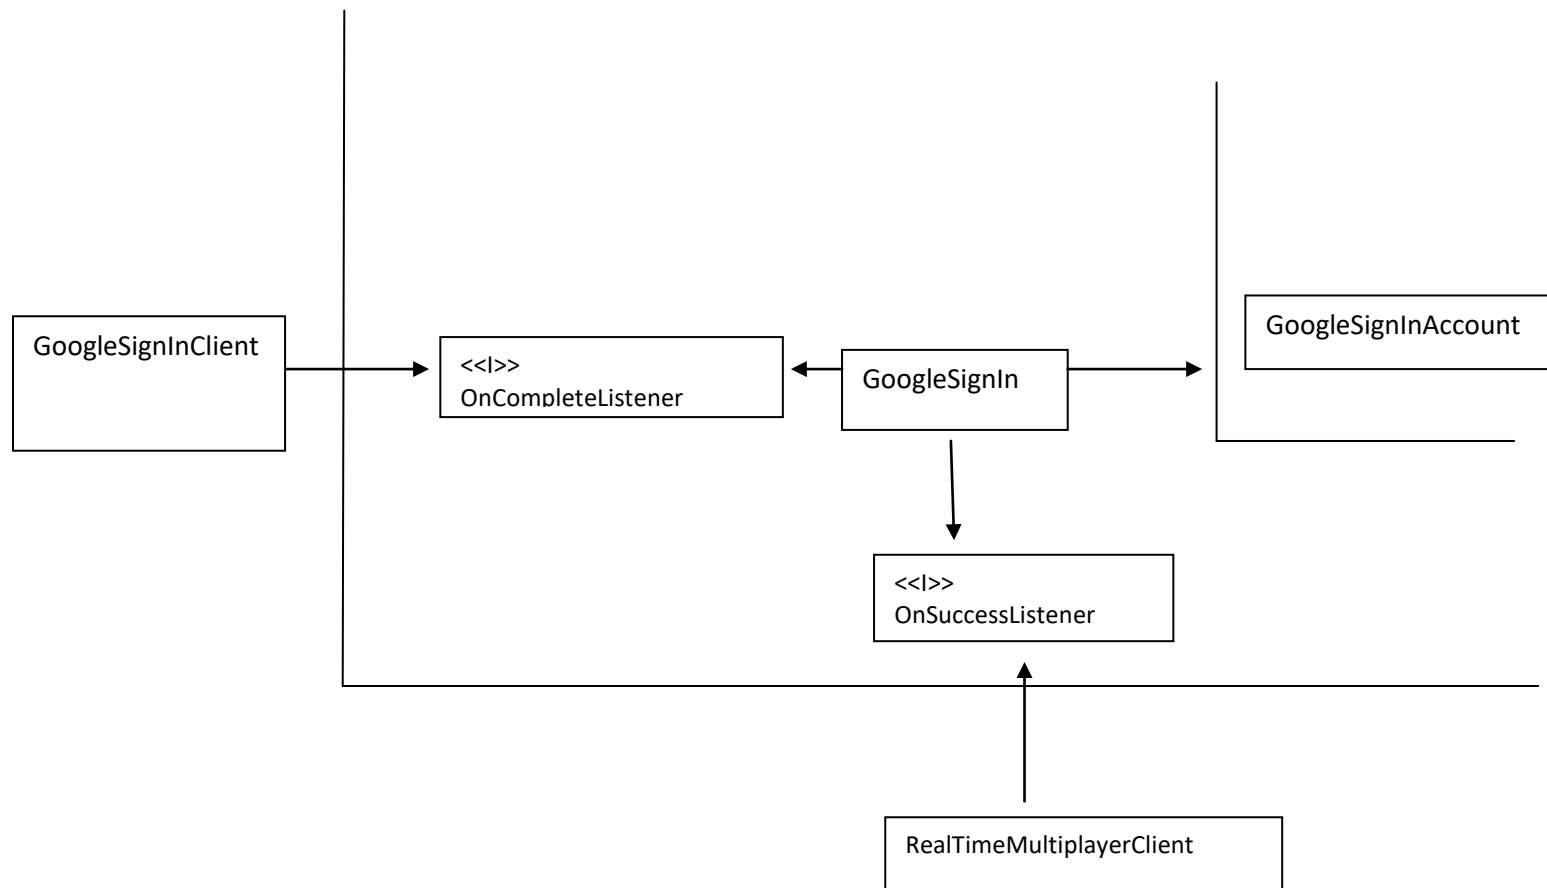 GoogleSignInClient
<<I>>
OnCompleteListener
GoogleSignIn
GoogleSignInAccount
<<I>>
OnSuccessListener
RealTimeMultiplayerClient